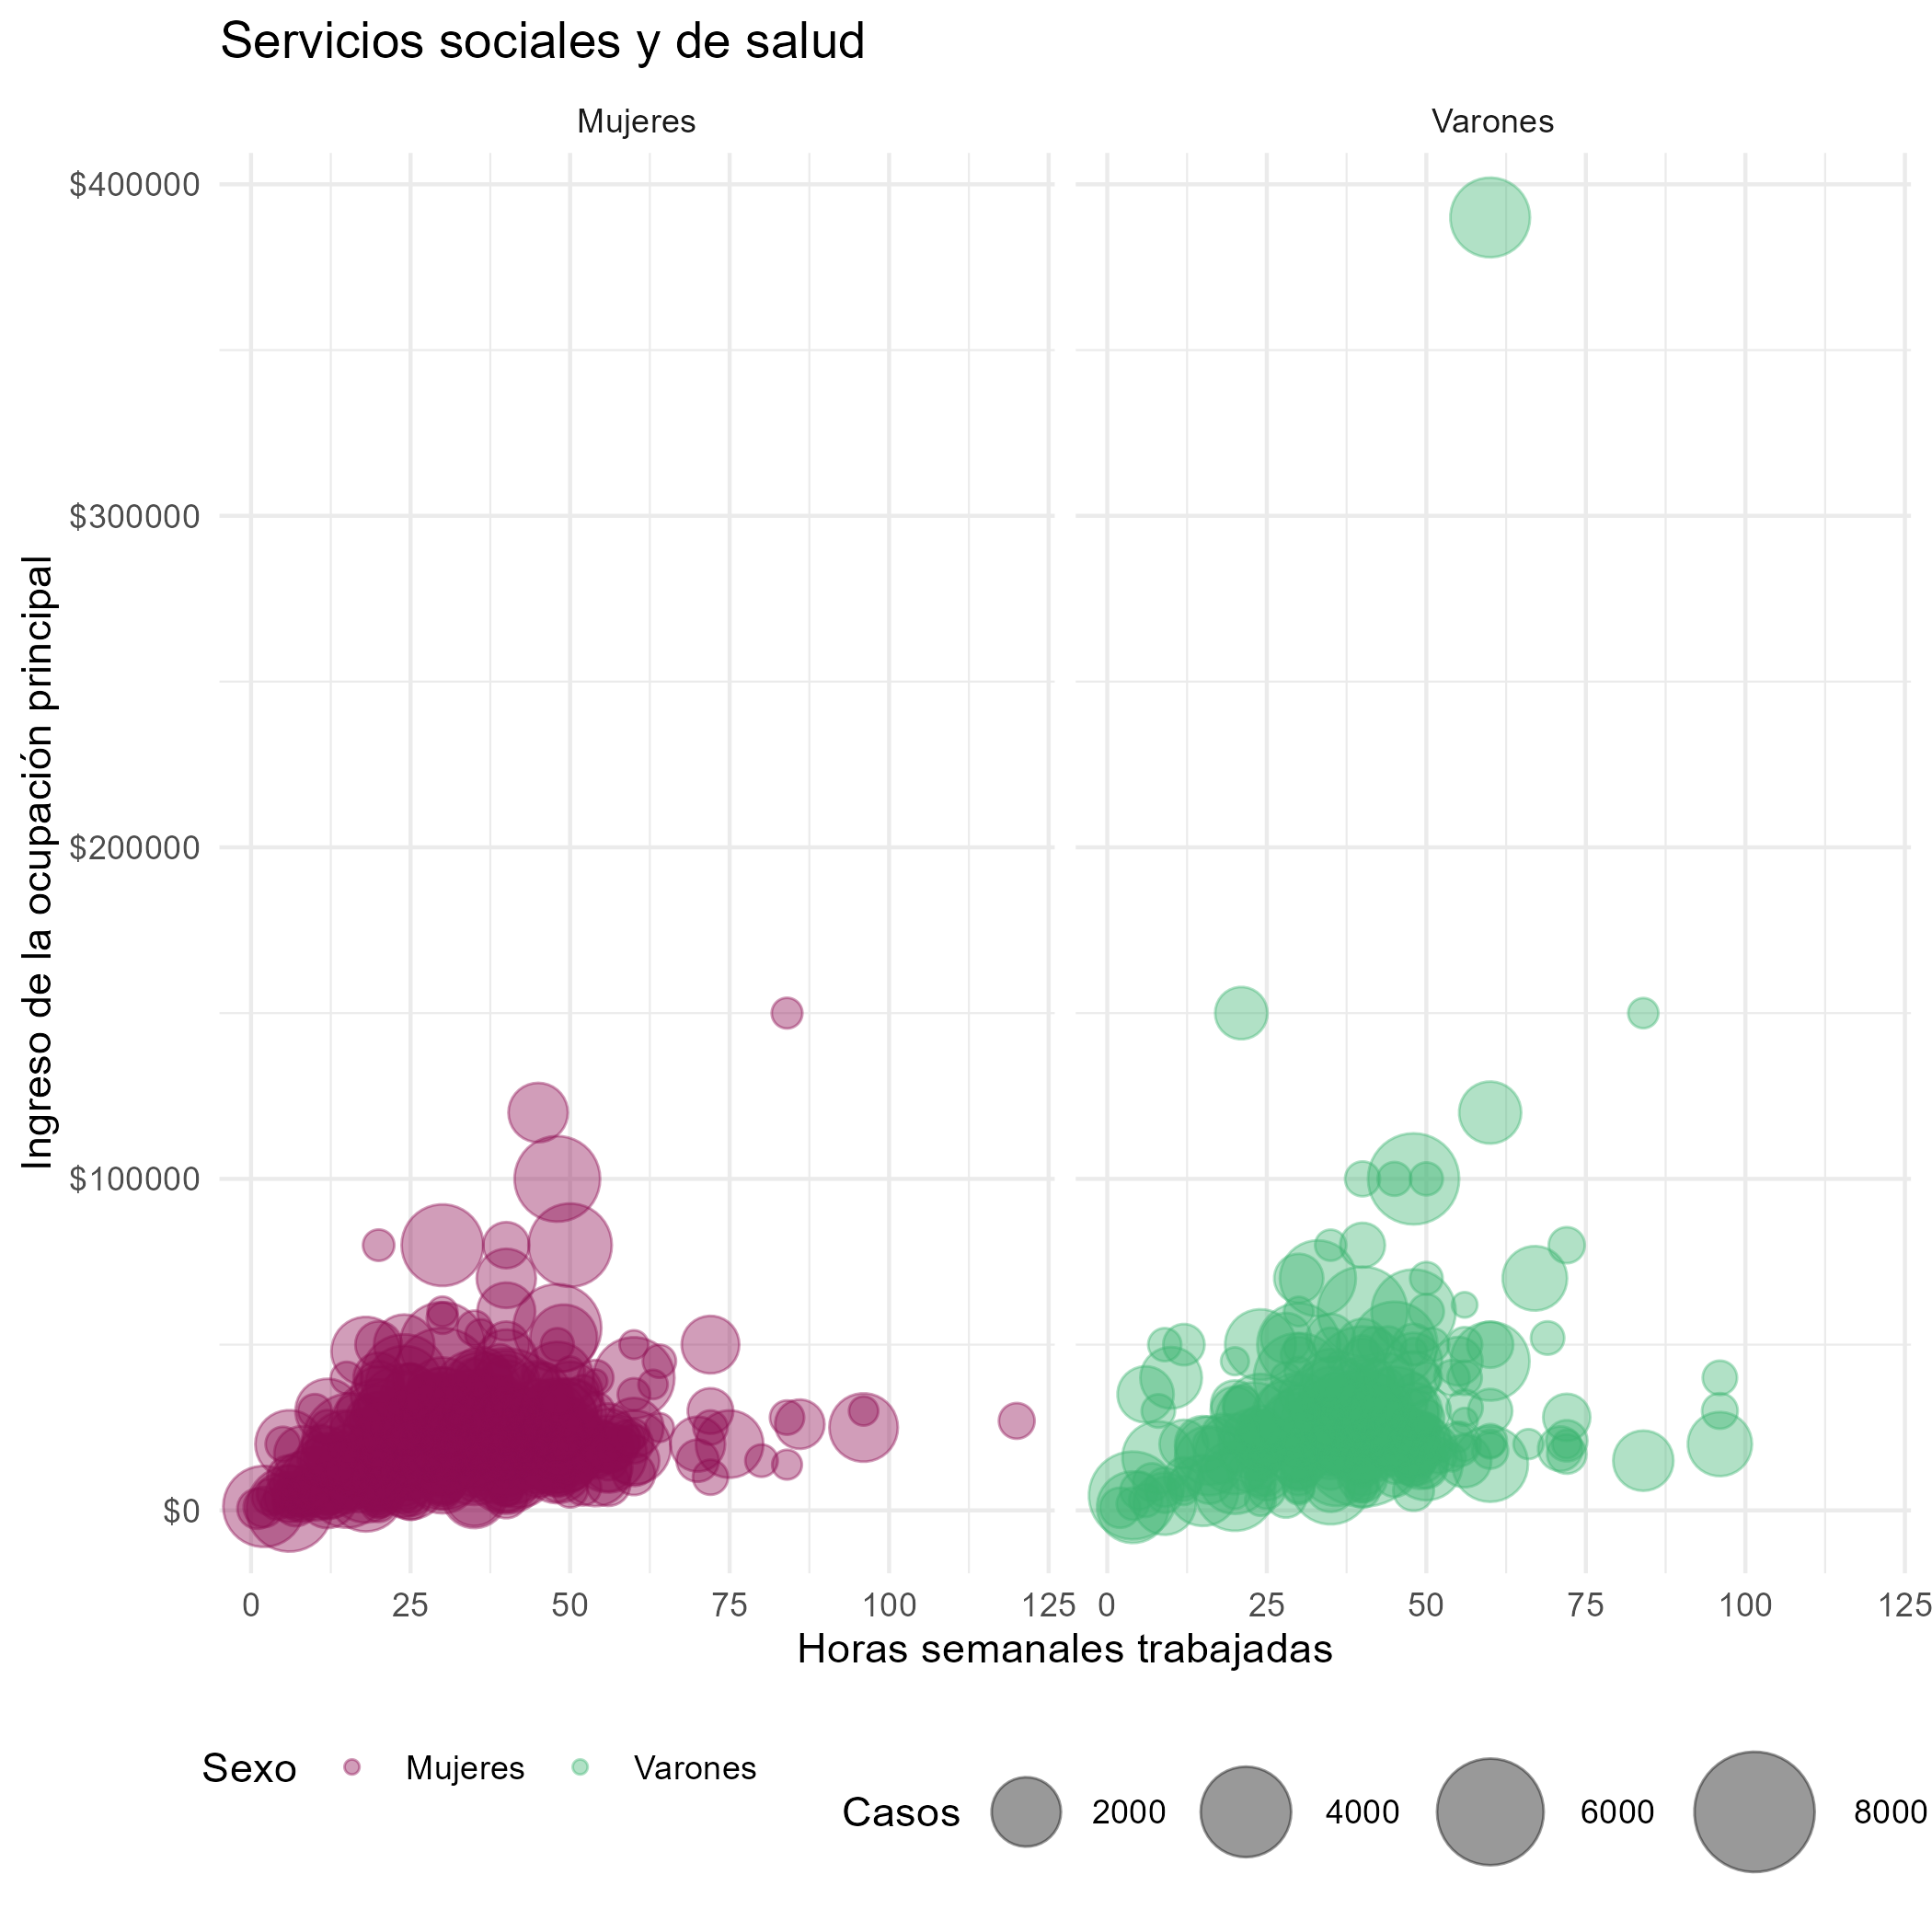 Servicios sociales y de salud
Mujeres
Varones
Ingreso de la ocupación principal
$400000
$300000
$200000
$100000
$0
0 25 50 75 100 125 0 25 50 75 100 125
Horas semanales trabajadas
Sexo Mujeres Varones
Casos 2000 4000 6000 8000